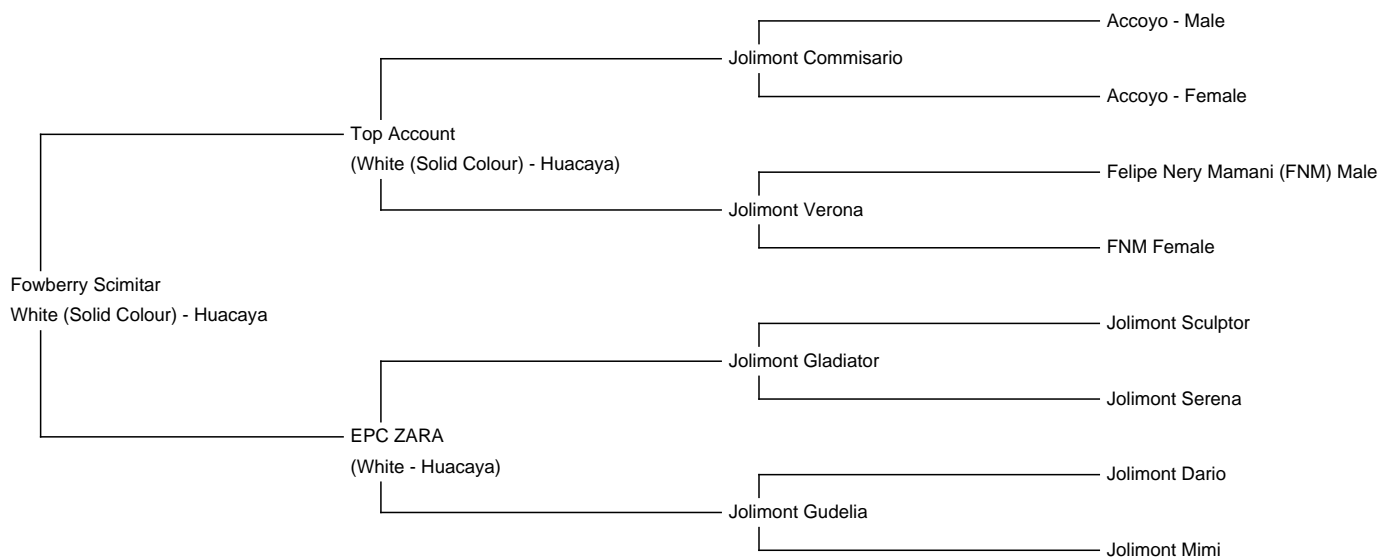 Accoyo - Male
Jolimont Commisario
Accoyo - Female
Top Account
(White (Solid Colour) - Huacaya)
Felipe Nery Mamani (FNM) Male
Jolimont Verona
FNM Female
Fowberry Scimitar
White (Solid Colour) - Huacaya
Jolimont Sculptor
Jolimont Gladiator
Jolimont Serena
EPC ZARA
(White - Huacaya)
Jolimont Dario
Jolimont Gudelia
Jolimont Mimi